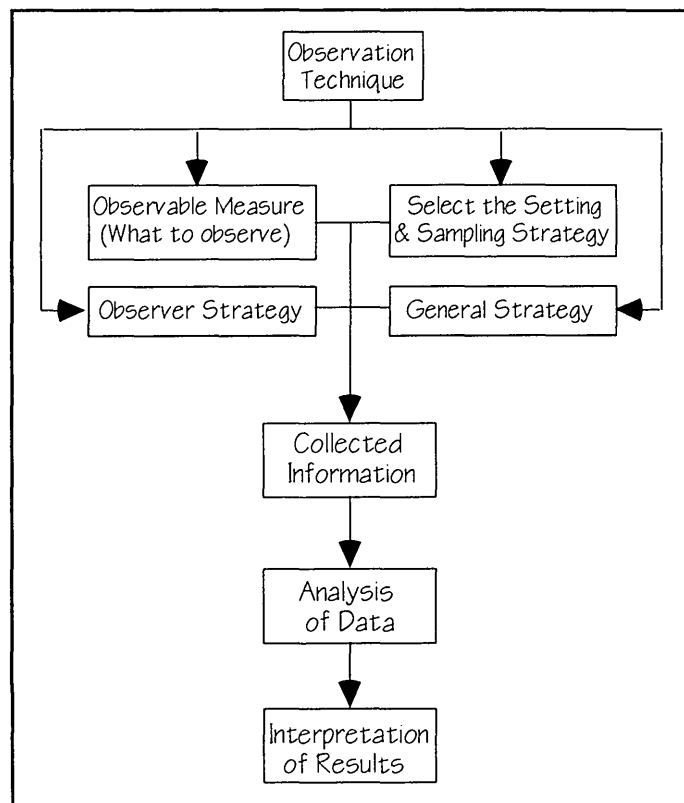 Observation
Technique
Observable Measure
(What to observe)
Select the Setting
& Sampling Strategy
Observer Strategy
General Strategy
Collected
Information
Analysis
of Data
Interpretation
of Results